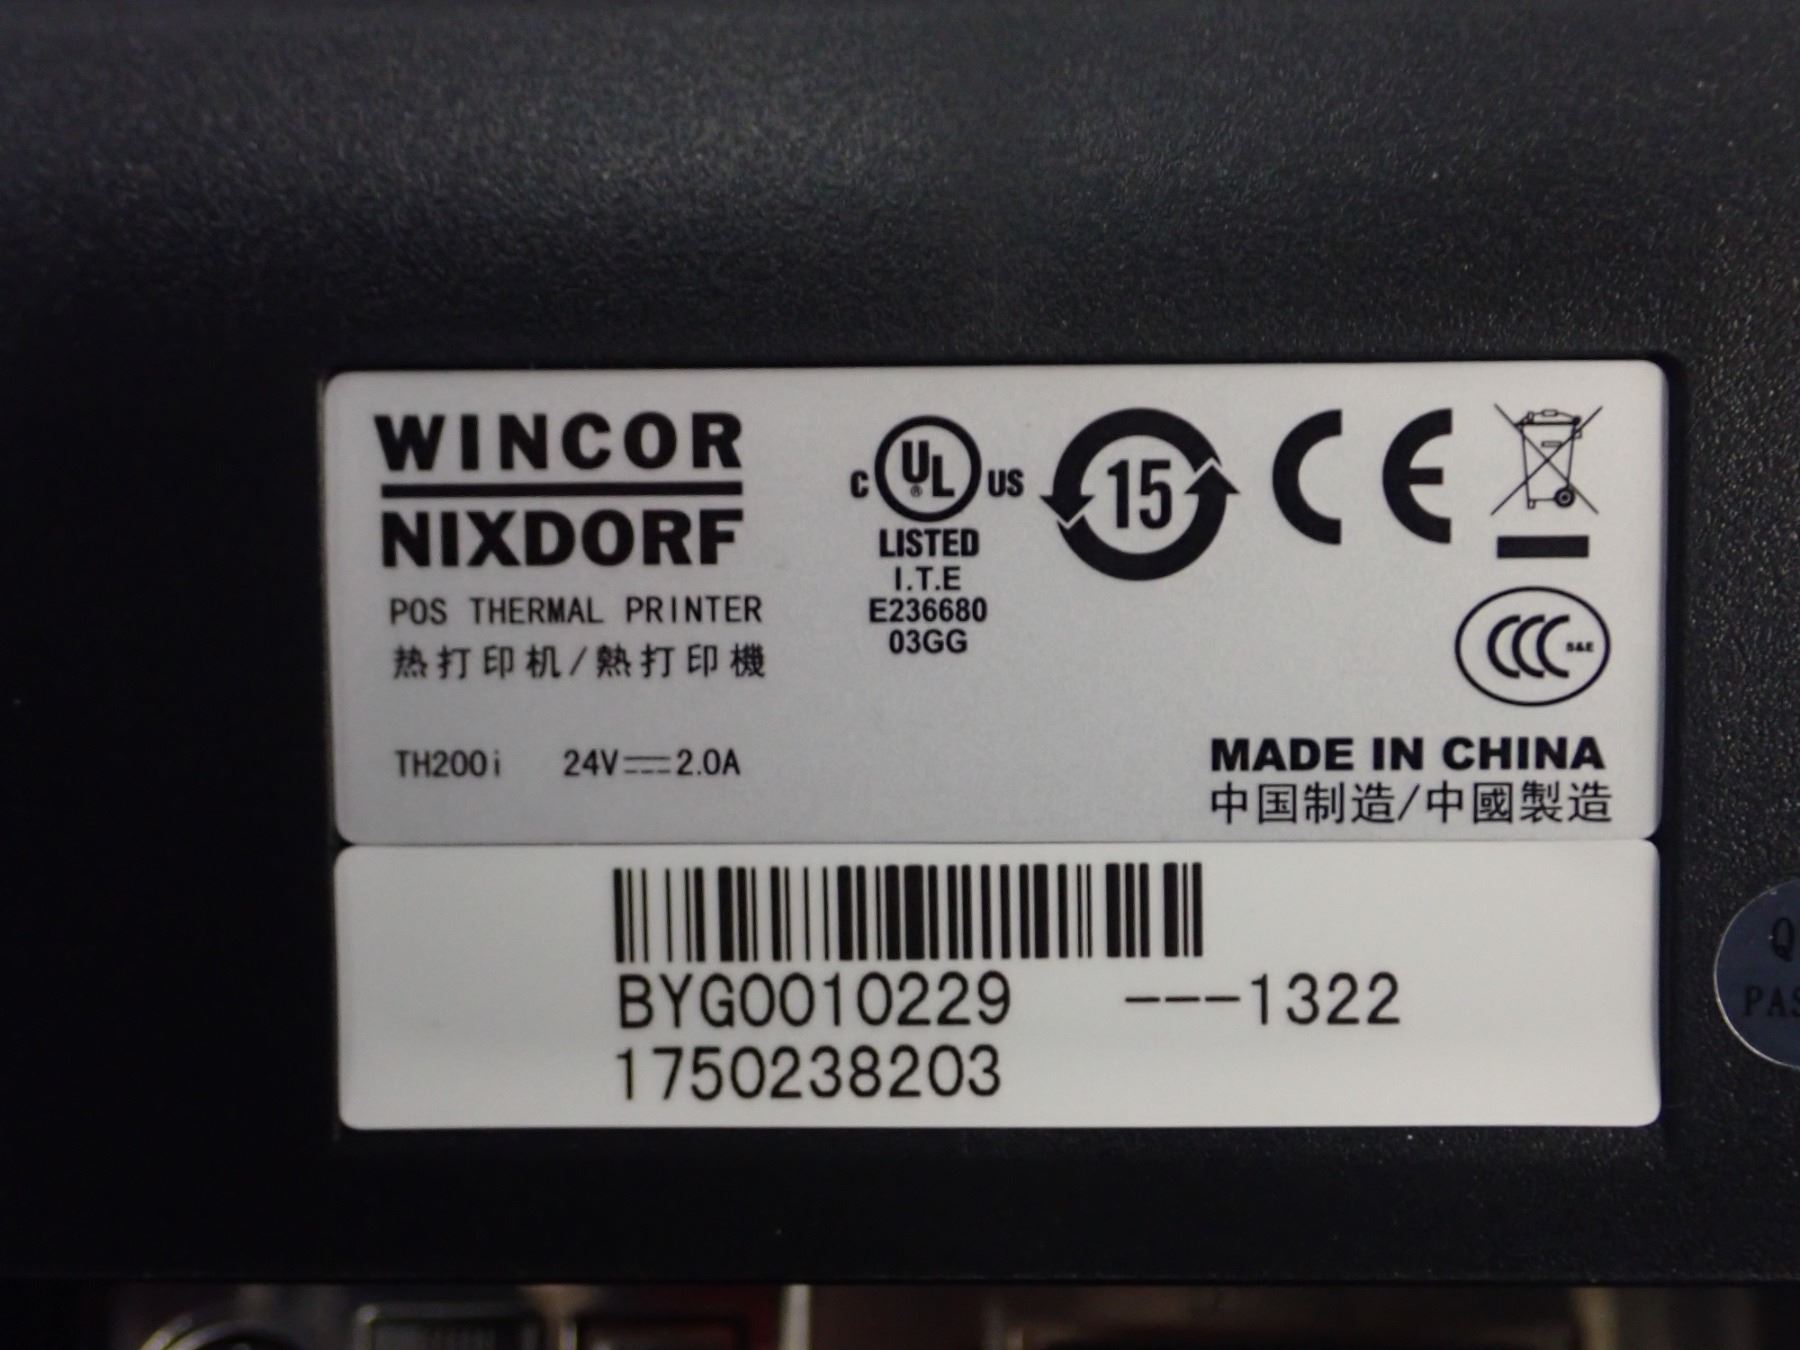 WINCOR
NIXDORF
POS THERMAL PRINTER
热打印机/熱打印機
TH200i 24V⎓2.0A
C UL® US
LISTED
I.T.E
E236680
03GG
15
CE
CCC S&E
MADE IN CHINA
中国制造/中國製造
BYG0010229 ---1322
1750238203